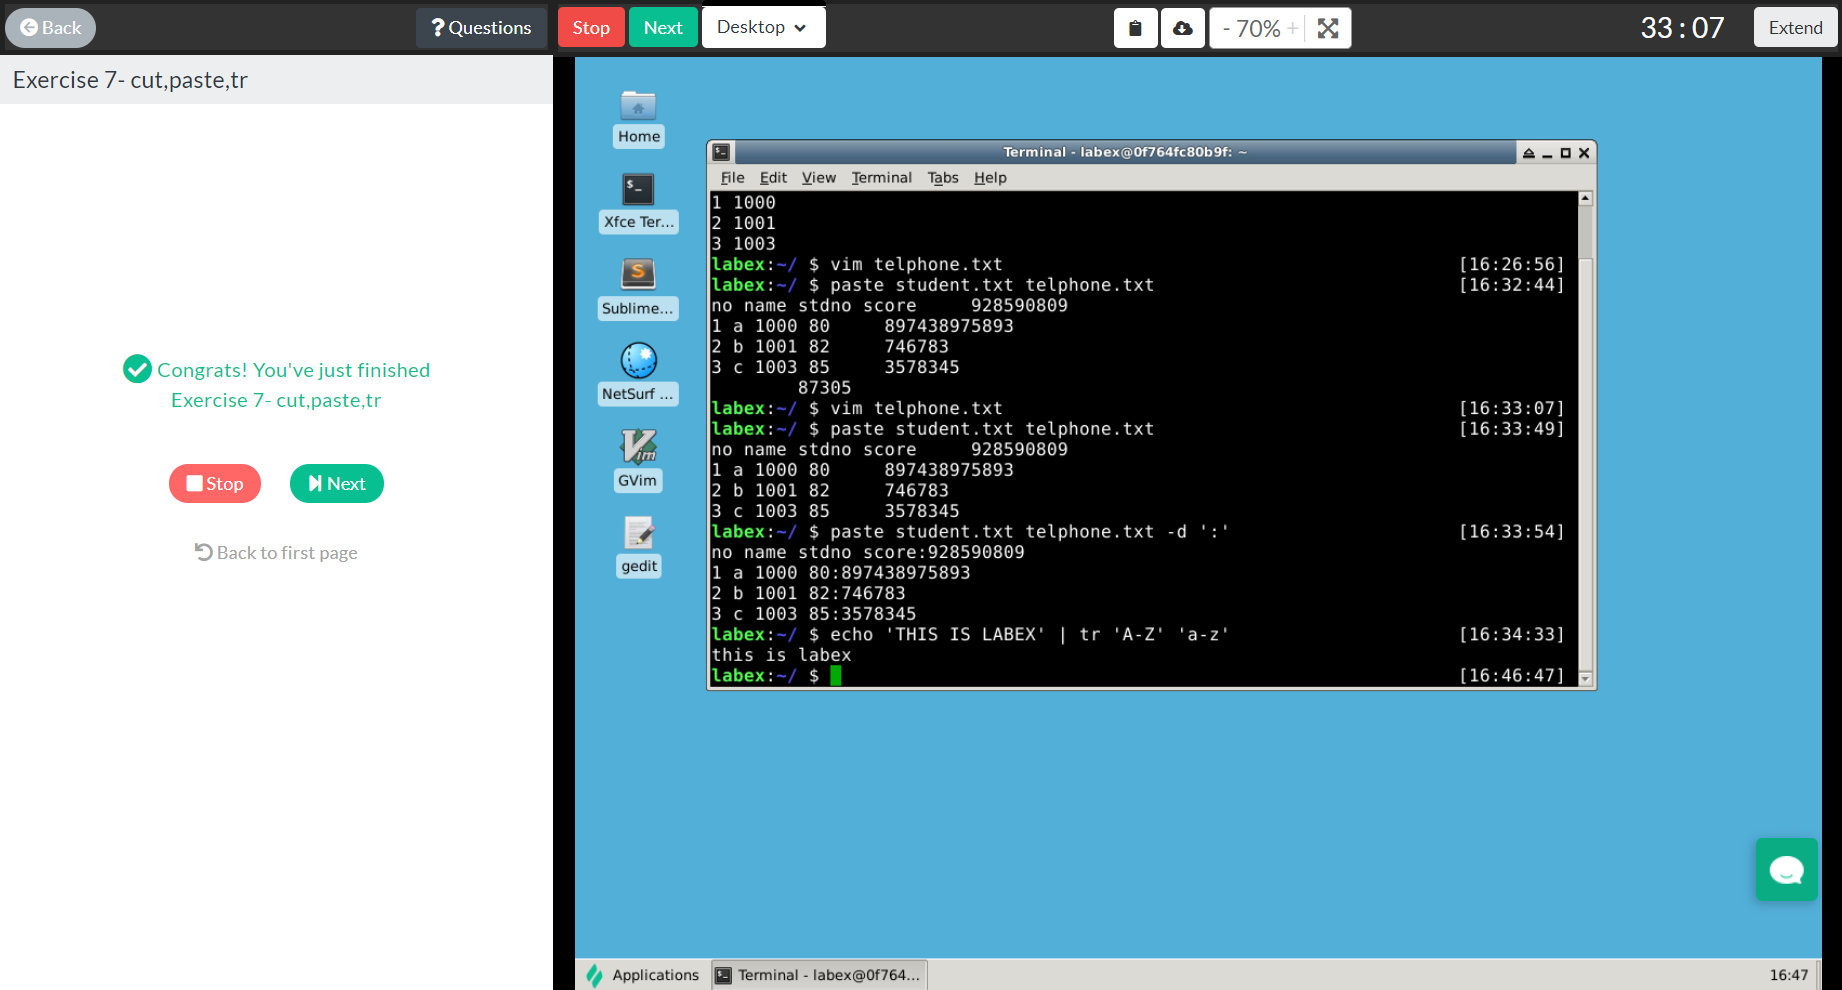 Back
? Questions
Stop
Next
Desktop
- 70% +
33 : 07
Extend
Exercise 7- cut,paste,tr
Congrats! You've just finished
Exercise 7- cut,paste,tr
Stop
Next
Back to first page
Home
Xfce Ter...
Sublime...
NetSurf ...
GVim
gedit
Terminal - labex@0f764fc80b9f: ~
File Edit View Terminal Tabs Help
1 1000
2 1001
3 1003
labex:~/ $ vim telphone.txt [16:26:56]
labex:~/ $ paste student.txt telphone.txt [16:32:44]
no name stdno score 928590809
1 a 1000 80 897438975893
2 b 1001 82 746783
3 c 1003 85 3578345
87305
labex:~/ $ vim telphone.txt [16:33:07]
labex:~/ $ paste student.txt telphone.txt [16:33:49]
no name stdno score 928590809
1 a 1000 80 897438975893
2 b 1001 82 746783
3 c 1003 85 3578345
labex:~/ $ paste student.txt telphone.txt -d ':' [16:33:54]
no name stdno score:928590809
1 a 1000 80:897438975893
2 b 1001 82:746783
3 c 1003 85:3578345
labex:~/ $ echo 'THIS IS LABEX' | tr 'A-Z' 'a-z' [16:34:33]
this is labex
labex:~/ $ [16:46:47]
Applications
Terminal - labex@0f764...
16:47